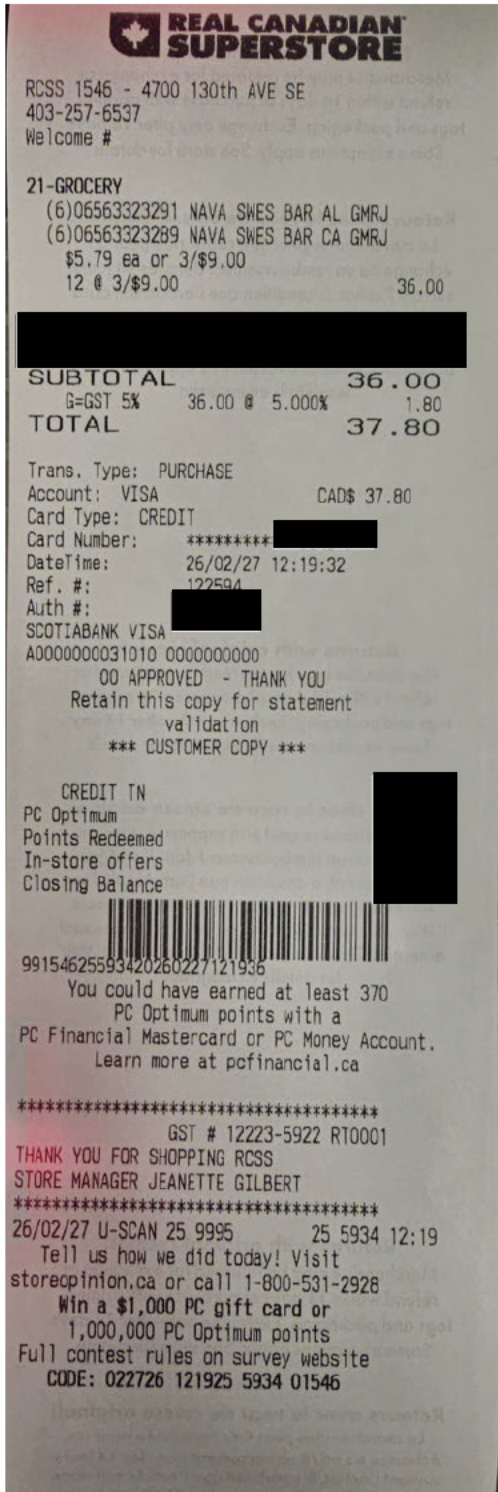 REAL CANADIAN
SUPERSTORE
RCSS 1546 - 4700 130th AVE SE
403-257-6537
Welcome #
21-GROCERY
(6)06563323291 NAVA SWES BAR AL GMRJ
(6)06563323289 NAVA SWES BAR CA GMRJ
$5.79 ea or 3/$9.00
12 @ 3/$9.00 36.00
SUBTOTAL 36.00
G=GST 5% 36.00 @ 5.000% 1.80
TOTAL 37.80
Trans. Type: PURCHASE
Account: VISA CAD$ 37.80
Card Type: CREDIT
Card Number: *********
DateTime: 26/02/27 12:19:32
Ref. #: 122594
Auth #:
SCOTIABANK VISA
A0000000031010 0000000000
00 APPROVED - THANK YOU
Retain this copy for statement
validation
*** CUSTOMER COPY ***
CREDIT TN
PC Optimum
Points Redeemed
In-store offers
Closing Balance
99154625593420260227121936
You could have earned at least 370
PC Optimum points with a
PC Financial Mastercard or PC Money Account.
Learn more at pcfinancial.ca
**************************************
GST # 12223-5922 RT0001
THANK YOU FOR SHOPPING RCSS
STORE MANAGER JEANETTE GILBERT
**************************************
26/02/27 U-SCAN 25 9995 25 5934 12:19
Tell us how we did today! Visit
storeopinion.ca or call 1-800-531-2928
Win a $1,000 PC gift card or
1,000,000 PC Optimum points
Full contest rules on survey website
CODE: 022726 121925 5934 01546